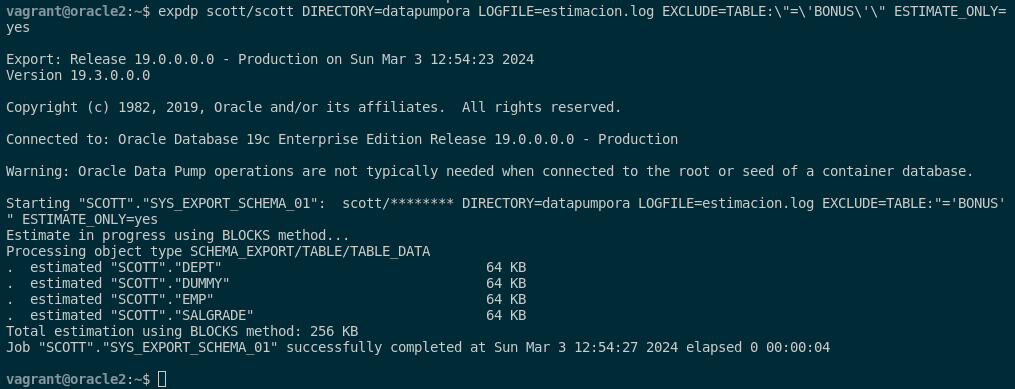 vagrant@oracle2:~$ expdp scott/scott DIRECTORY=datapumpora LOGFILE=estimacion.log EXCLUDE=TABLE:\"=\'BONUS\'\" ESTIMATE_ONLY=
yes
Export: Release 19.0.0.0.0 - Production on Sun Mar 3 12:54:23 2024
Version 19.3.0.0.0
Copyright (c) 1982, 2019, Oracle and/or its affiliates.  All rights reserved.
Connected to: Oracle Database 19c Enterprise Edition Release 19.0.0.0.0 - Production
Warning: Oracle Data Pump operations are not typically needed when connected to the root or seed of a container database.
Starting "SCOTT"."SYS_EXPORT_SCHEMA_01":  scott/******** DIRECTORY=datapumpora LOGFILE=estimacion.log EXCLUDE=TABLE:"='BONUS'
" ESTIMATE_ONLY=yes
Estimate in progress using BLOCKS method...
Processing object type SCHEMA_EXPORT/TABLE/TABLE_DATA
.  estimated "SCOTT"."DEPT"                                 64 KB
.  estimated "SCOTT"."DUMMY"                                64 KB
.  estimated "SCOTT"."EMP"                                  64 KB
.  estimated "SCOTT"."SALGRADE"                             64 KB
Total estimation using BLOCKS method: 256 KB
Job "SCOTT"."SYS_EXPORT_SCHEMA_01" successfully completed at Sun Mar 3 12:54:27 2024 elapsed 0 00:00:04
vagrant@oracle2:~$